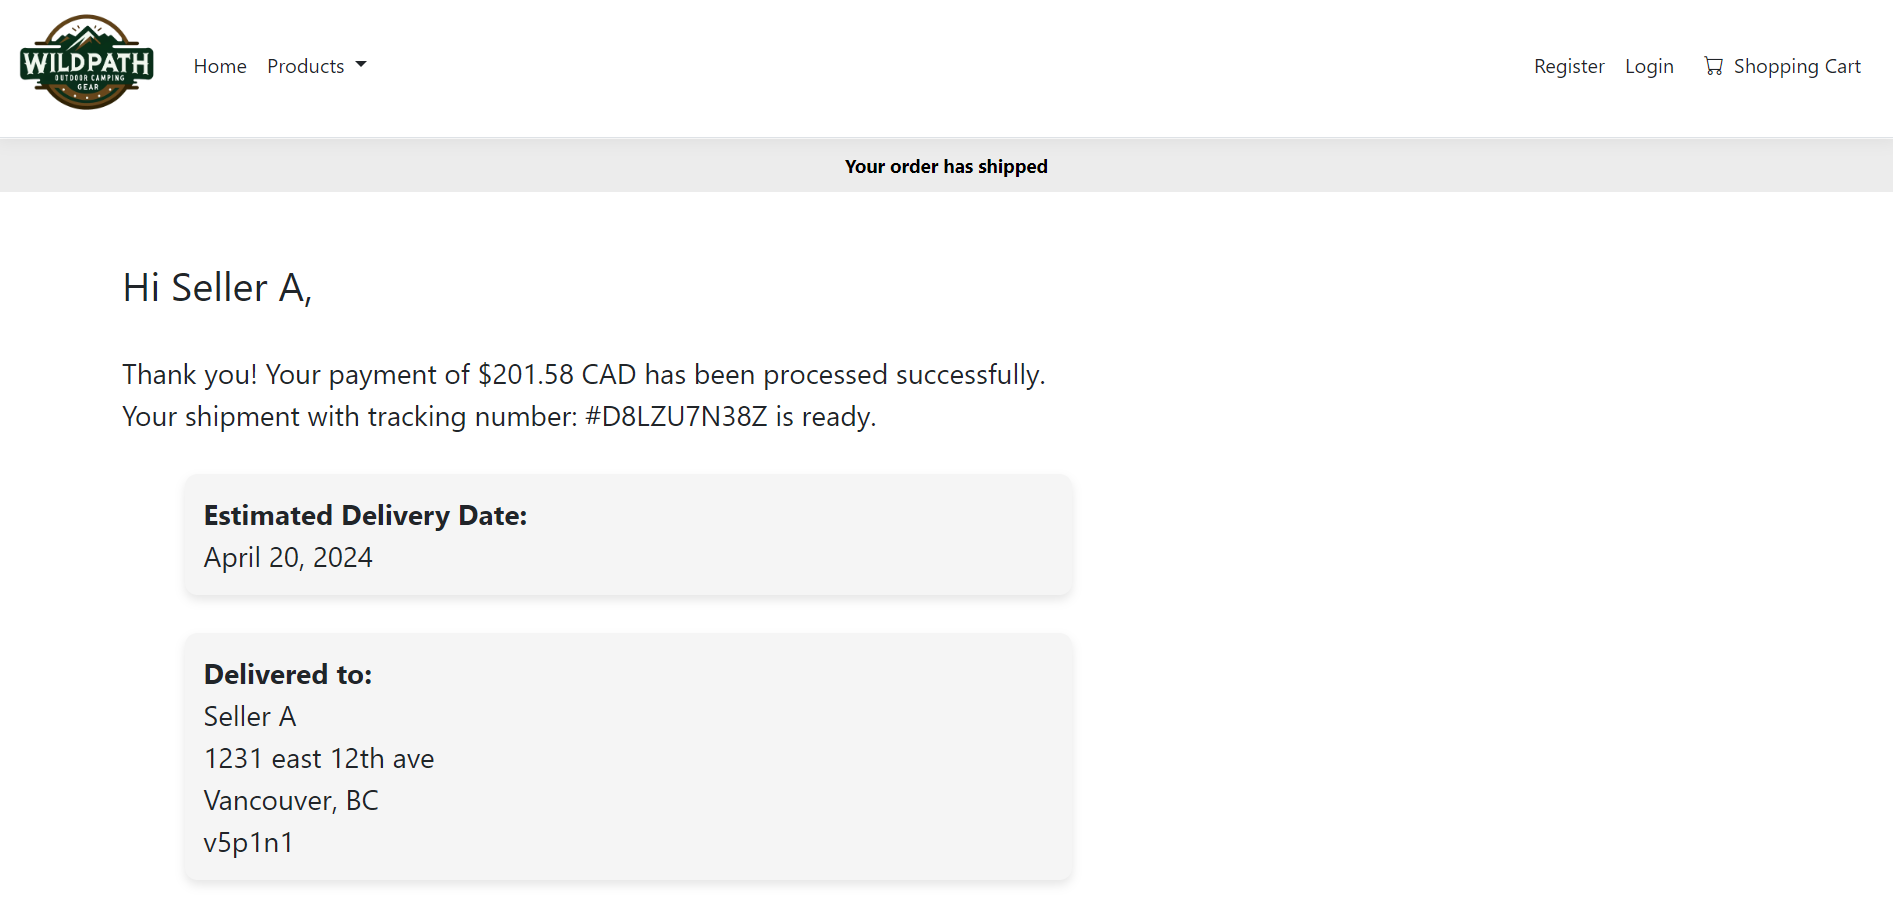 WILDPATH
OUTDOOR CAMPING
GEAR
Home Products Register Login Shopping Cart
Your order has shipped
Hi Seller A,
Thank you! Your payment of $201.58 CAD has been processed successfully.
Your shipment with tracking number: #D8LZU7N38Z is ready.
Estimated Delivery Date:
April 20, 2024
Delivered to:
Seller A
1231 east 12th ave
Vancouver, BC
v5p1n1